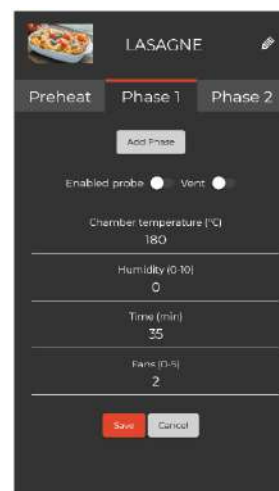 LASAGNE
Preheat Phase 1 Phase 2
Add Phase
Enabled probe Vent
Chamber temperature (°C)
180
Humidity (0-10)
0
Time (min)
35
Fans (0-5)
2
Save Cancel